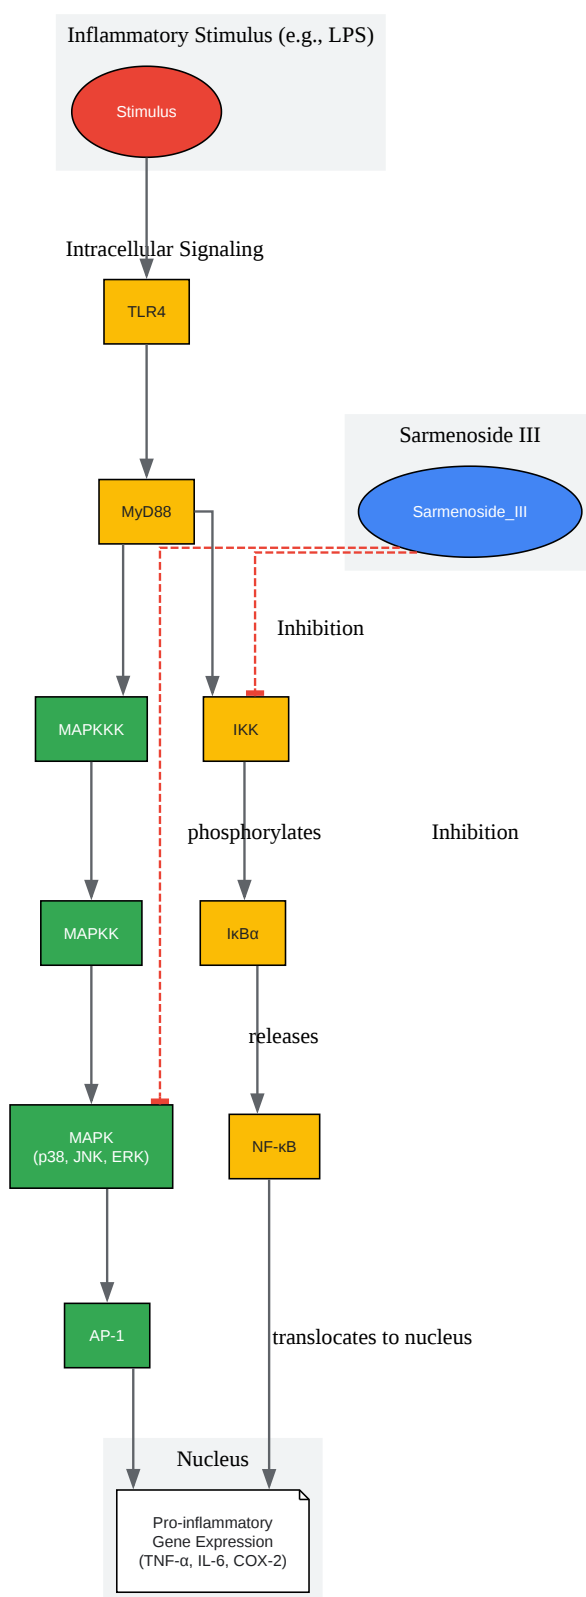 Inflammatory Stimulus (e.g., LPS)
Stimulus
Intracellular Signaling
TLR4
Sarmenoside III
MyD88
Sarmenoside_III
Inhibition
MAPKKK
IKK
phosphorylates
Inhibition
MAPKK
IκBα
releases
MAPK
(p38, JNK, ERK)
NF-κB
AP-1
translocates to nucleus
Nucleus
Pro-inflammatory
Gene Expression
(TNF-α, IL-6, COX-2)